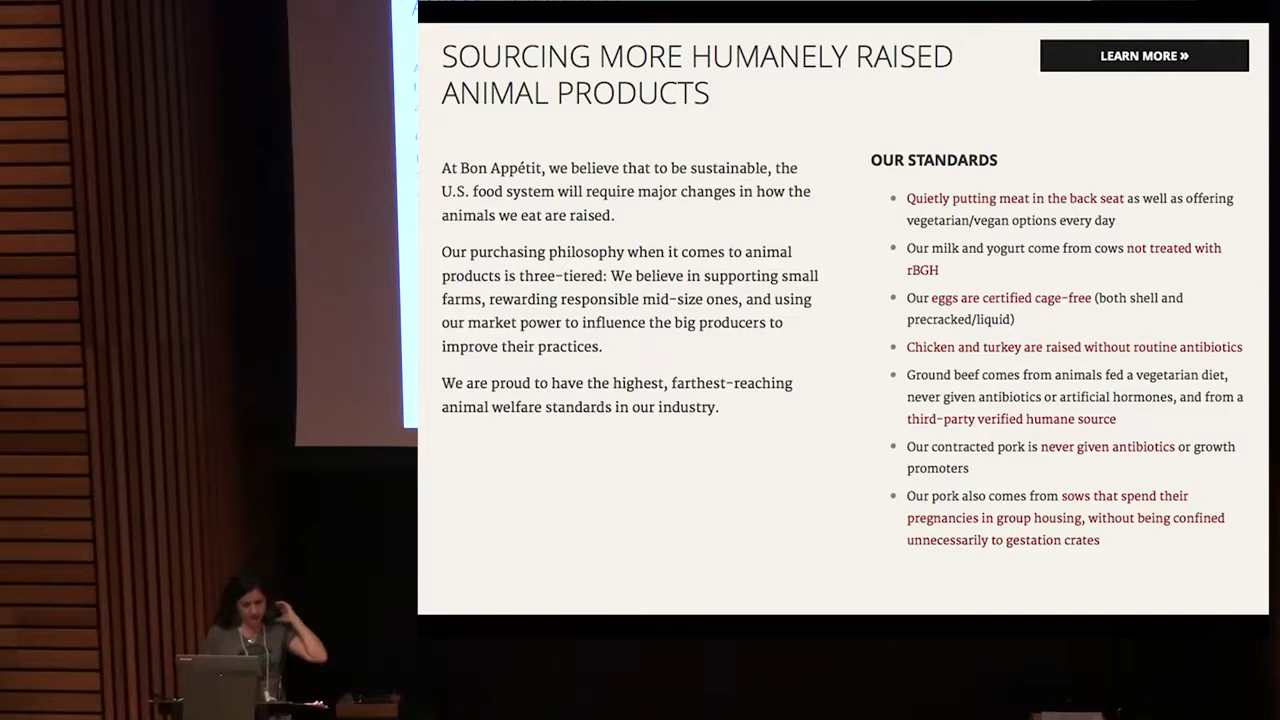 SOURCING MORE HUMANELY RAISED
ANIMAL PRODUCTS
LEARN MORE »
At Bon Appétit, we believe that to be sustainable, the
U.S. food system will require major changes in how the
animals we eat are raised.
Our purchasing philosophy when it comes to animal
products is three-tiered: We believe in supporting small
farms, rewarding responsible mid-size ones, and using
our market power to influence the big producers to
improve their practices.
We are proud to have the highest, farthest-reaching
animal welfare standards in our industry.
OUR STANDARDS
Quietly putting meat in the back seat as well as offering
vegetarian/vegan options every day
Our milk and yogurt come from cows not treated with
rBGH
Our eggs are certified cage-free (both shell and
precracked/liquid)
Chicken and turkey are raised without routine antibiotics
Ground beef comes from animals fed a vegetarian diet,
never given antibiotics or artificial hormones, and from a
third-party verified humane source
Our contracted pork is never given antibiotics or growth
promoters
Our pork also comes from sows that spend their
pregnancies in group housing, without being confined
unnecessarily to gestation crates